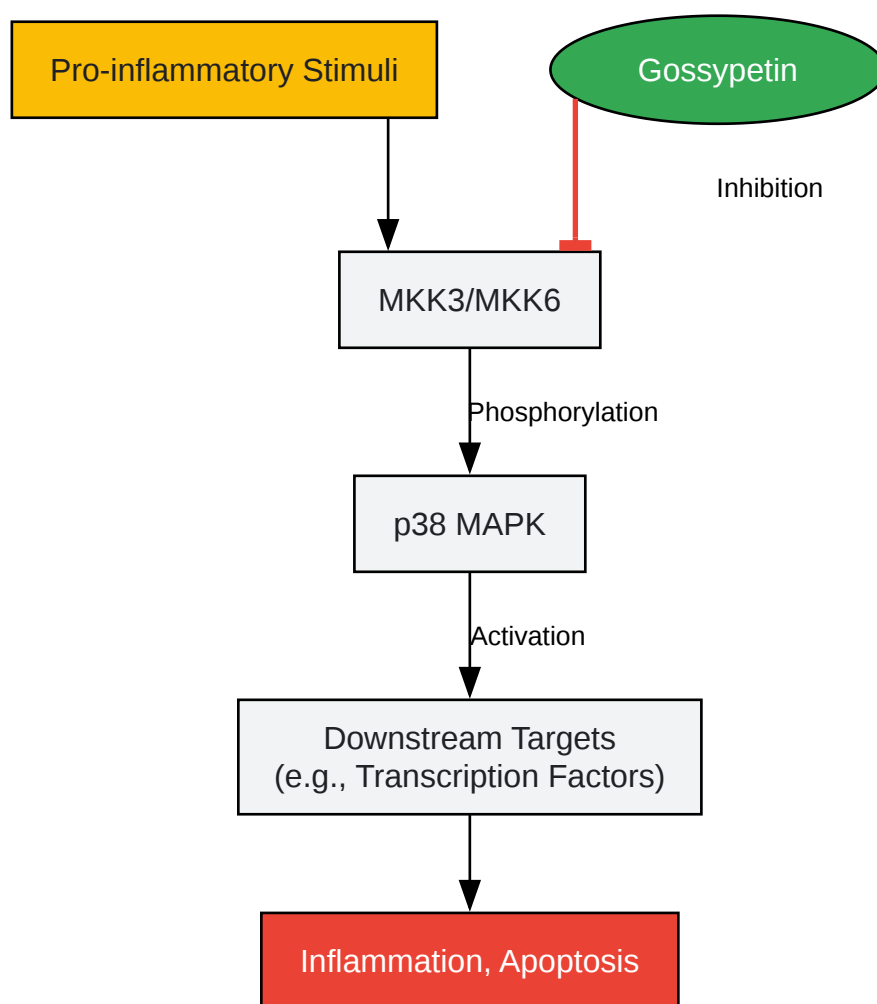 Pro-inflammatory Stimuli
Gossypetin
Inhibition
MKK3/MKK6
Phosphorylation
p38 MAPK
Activation
Downstream Targets
(e.g., Transcription Factors)
Inflammation, Apoptosis